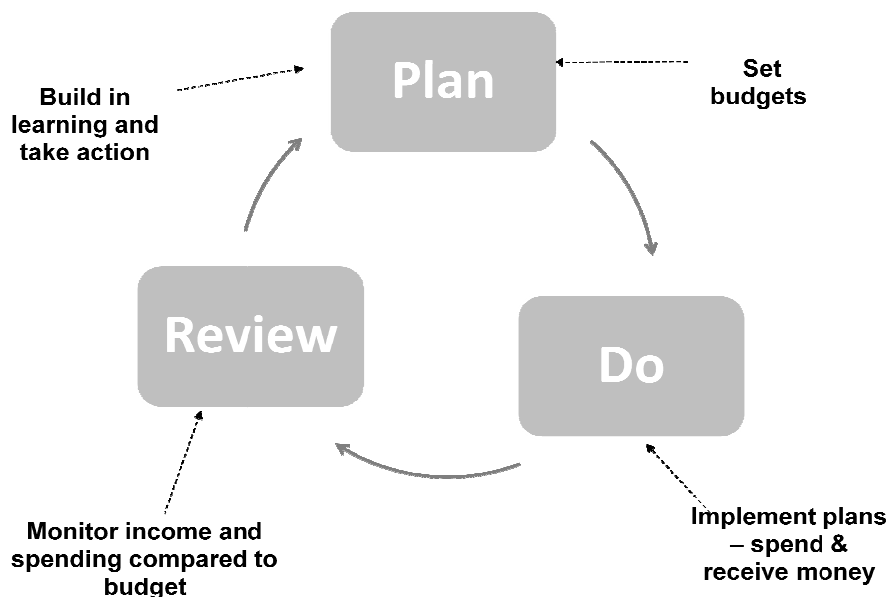 Plan
Set
budgets
Build in
learning and
take action
Review
Do
Monitor income and
spending compared to
budget
Implement plans
– spend &
receive money